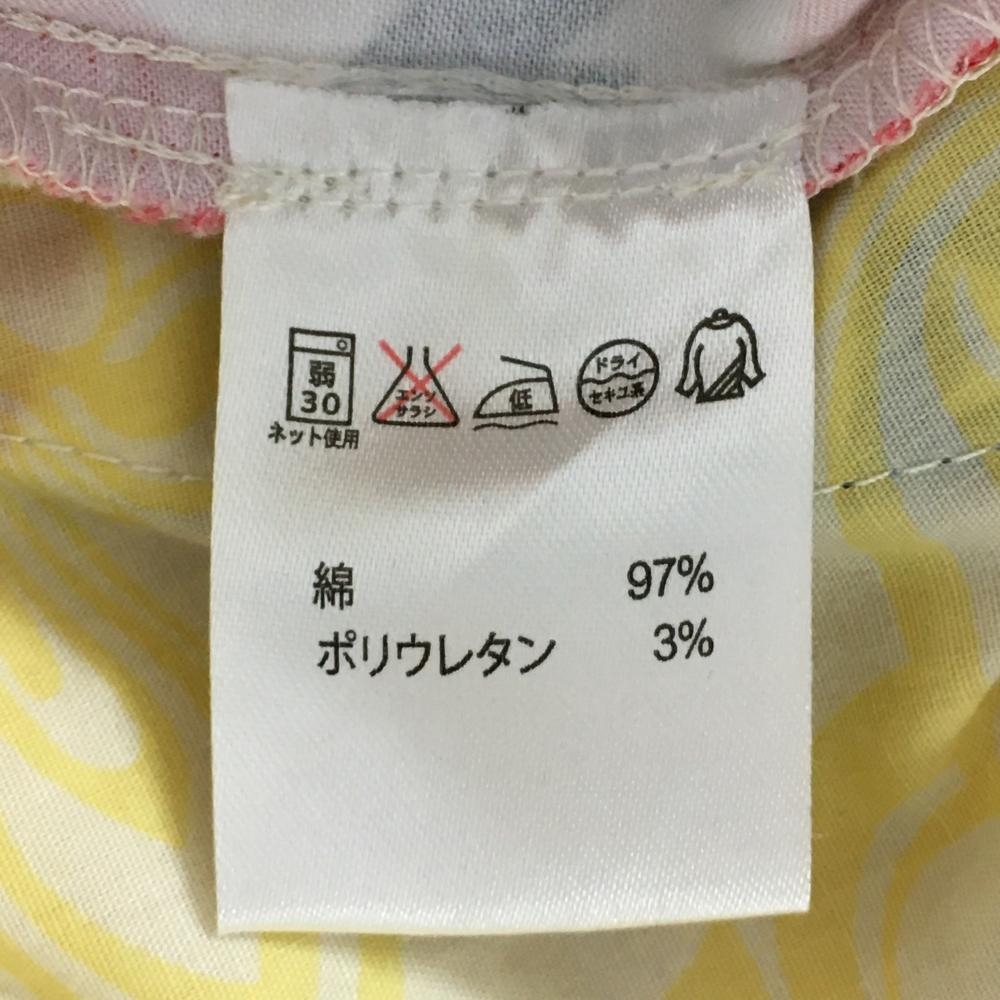 弱
30
ネット使用
エンソ
サラシ
低
ドライ
セキユ系
綿 97%
ポリウレタン 3%